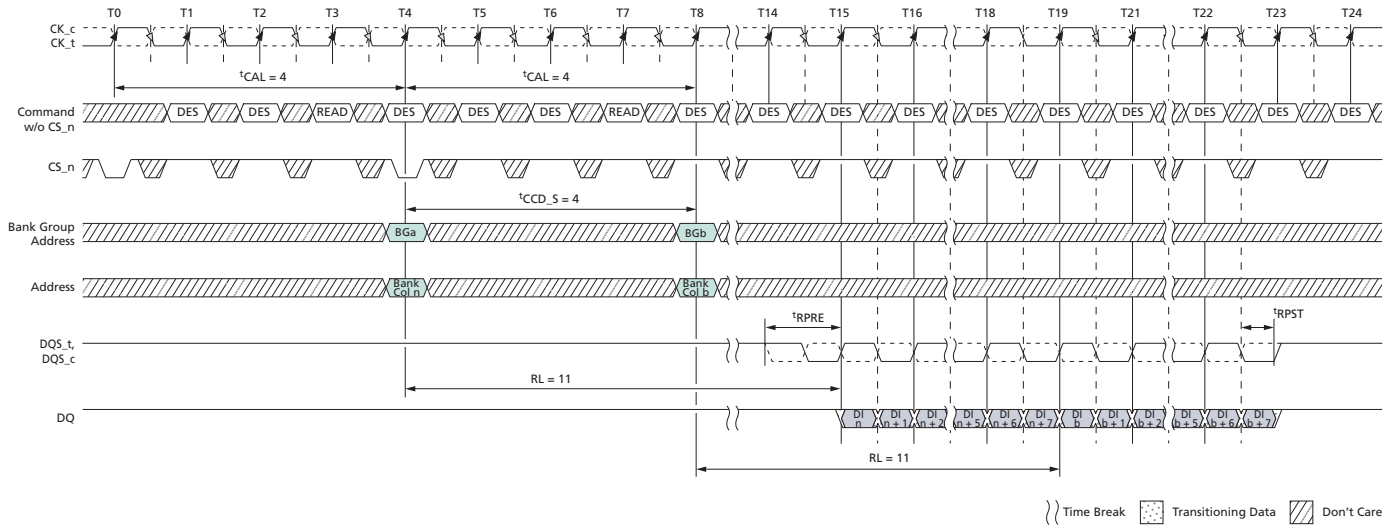 T0 T1 T2 T3 T4 T5 T6 T7 T8 T14 T15 T16 T18 T19 T21 T22 T23 T24
CK_c
CK_t
tCAL = 4 tCAL = 4
Command
w/o CS_n
DES DES READ DES DES DES READ DES DES DES DES DES DES DES DES DES DES
CS_n
tCCD_S = 4
Bank Group
Address
BGa BGb
Address
Bank
Col n
Bank
Col b
tRPRE tRPST
DQS_t,
DQS_c
RL = 11
DQ
DI
n
DI
n + 1
DI
n + 2
DI
n + 5
DI
n + 6
DI
n + 7
DI
b
DI
b + 1
DI
b + 2
DI
b + 5
DI
b + 6
DI
b + 7
RL = 11
Time Break Transitioning Data Don't Care